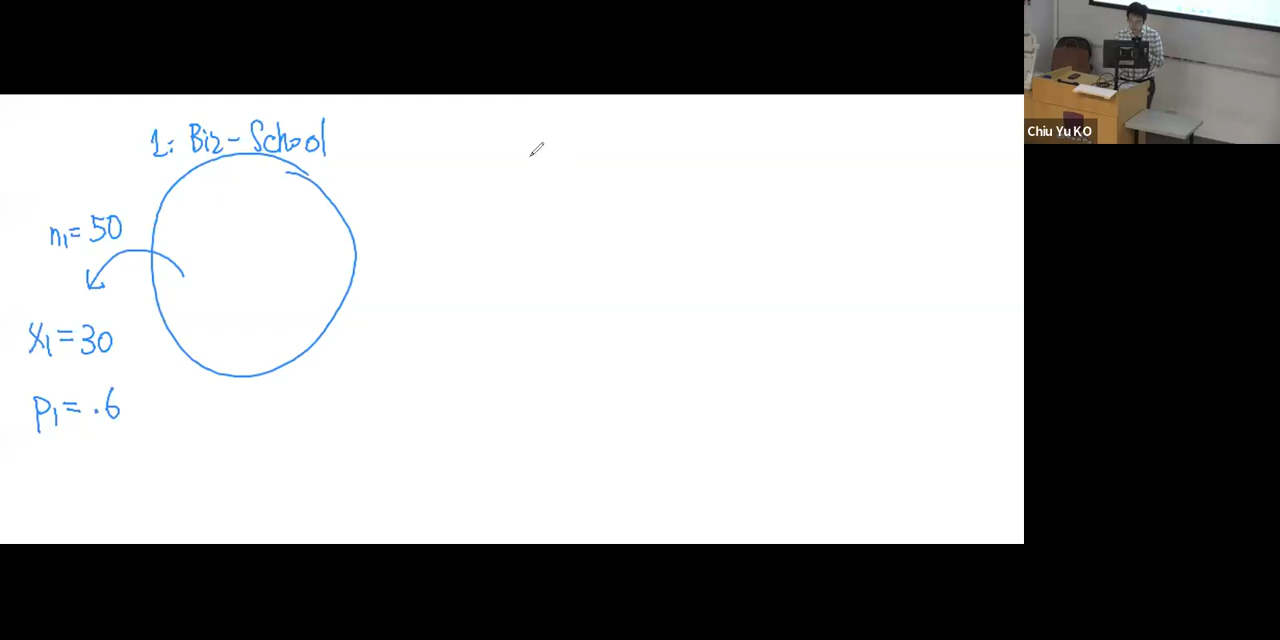 1: Biz-School
n₁ = 50
x₁ = 30
p₁ = .6
Chiu Yu KO